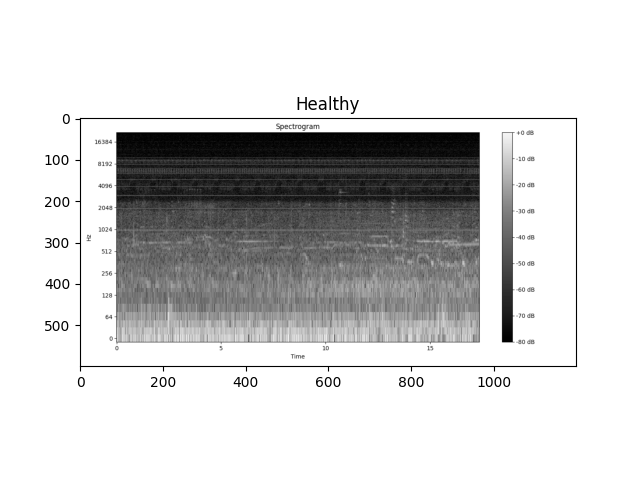 Healthy
Spectrogram
0
100
200
300
400
500
0 200 400 600 800 1000
Hz
16384
8192
4096
2048
1024
512
256
128
64
0
0 5 10 15
Time
+0 dB
-10 dB
-20 dB
-30 dB
-40 dB
-50 dB
-60 dB
-70 dB
-80 dB